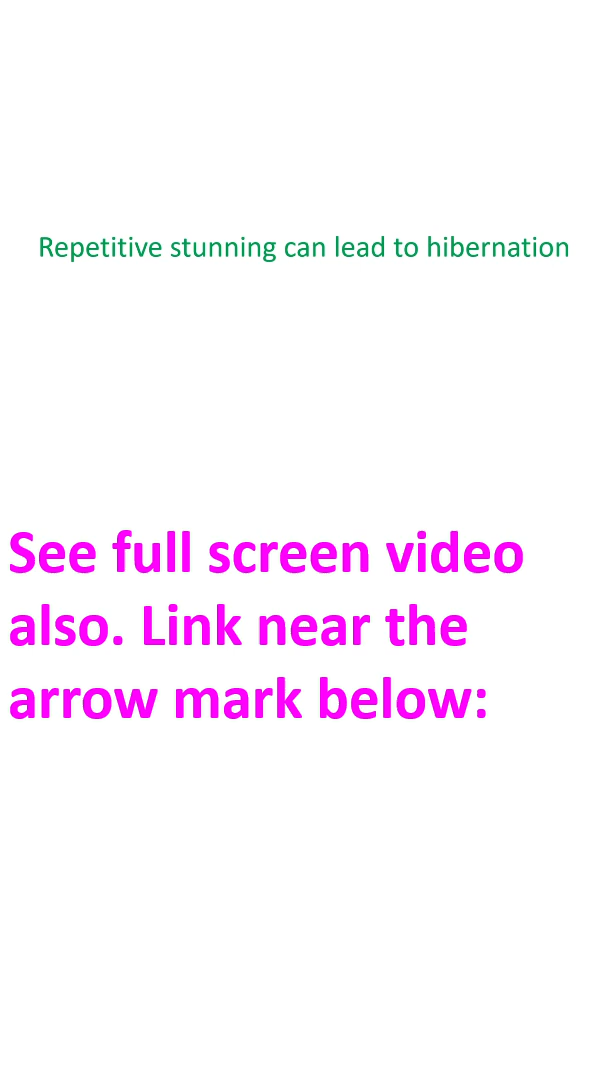 Repetitive stunning can lead to hibernation
See full screen video
also. Link near the
arrow mark below: